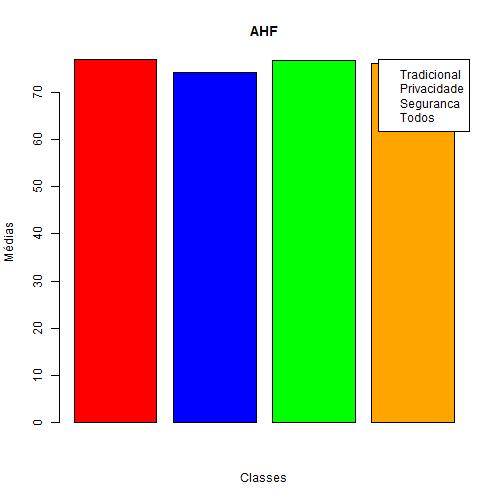 AHF
Tradicional
Privacidade
Seguranca
Todos
Médias
70
60
50
40
30
20
10
0
Classes